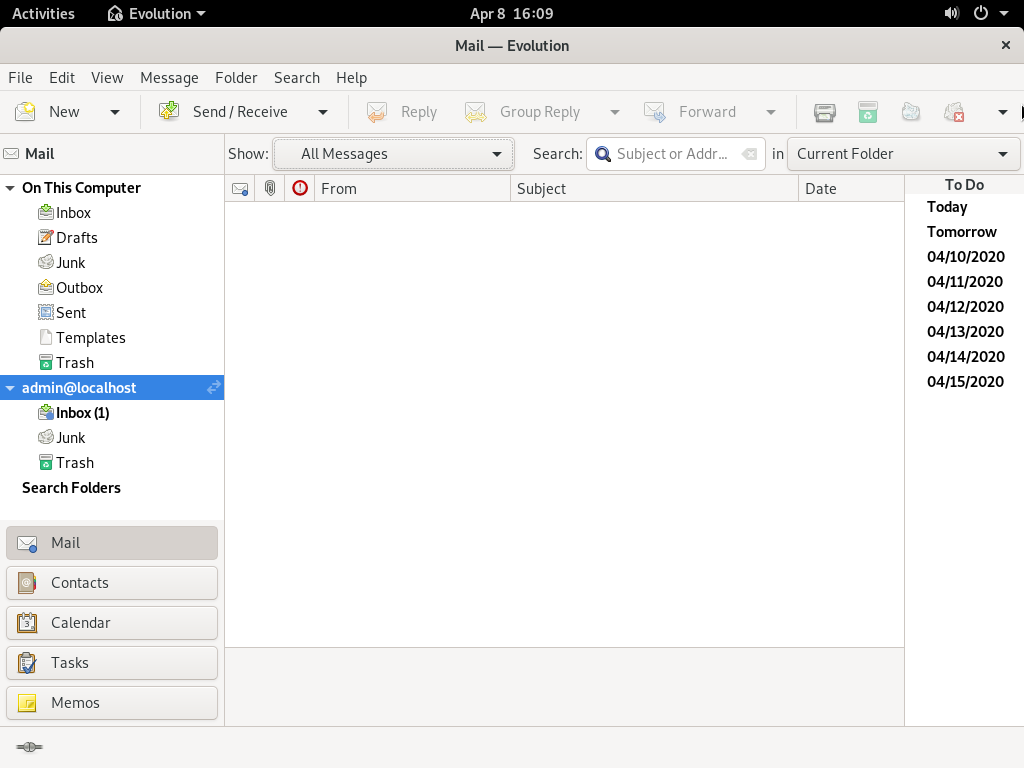 Activities Evolution Apr 8 16:09
Mail — Evolution
File Edit View Message Folder Search Help
New Send / Receive Reply Group Reply Forward
Mail Show: All Messages Search: Subject or Addr... in Current Folder
From Subject Date To Do
On This Computer
Inbox
Drafts
Junk
Outbox
Sent
Templates
Trash
admin@localhost
Inbox (1)
Junk
Trash
Search Folders
Mail
Contacts
Calendar
Tasks
Memos
Today
Tomorrow
04/10/2020
04/11/2020
04/12/2020
04/13/2020
04/14/2020
04/15/2020